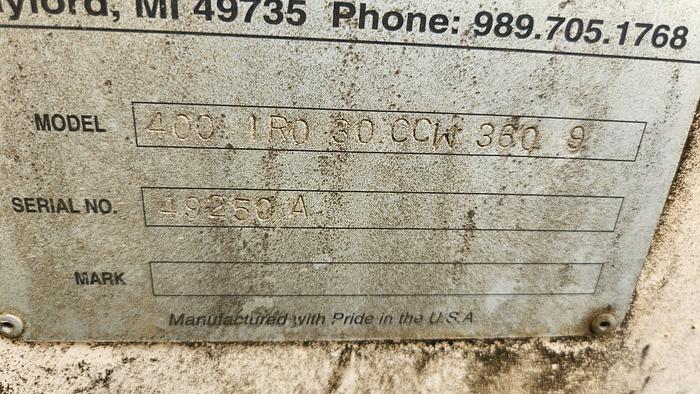 ylord, MI 49735 Phone: 989.705.1768
MODEL 400 1R0 30 CCW 360 9
SERIAL NO. 49250 A
MARK
Manufactured with Pride in the U.S.A